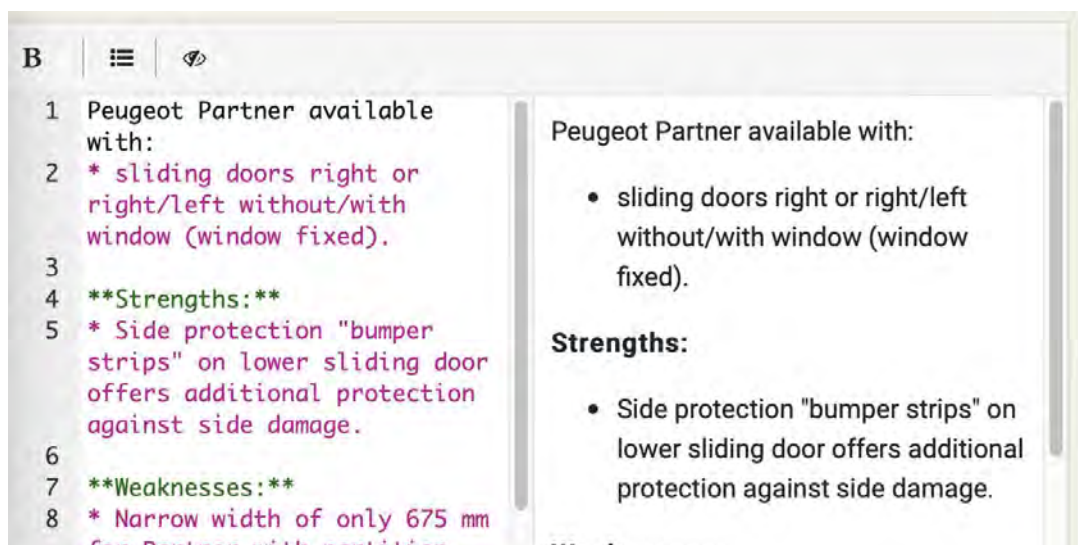 B
1 Peugeot Partner available
with:
2 * sliding doors right or
right/left without/with
window (window fixed).
3
4 **Strengths:**
5 * Side protection "bumper
strips" on lower sliding door
offers additional protection
against side damage.
6
7 **Weaknesses:**
8 * Narrow width of only 675 mm
Peugeot Partner available with:
• sliding doors right or right/left
without/with window (window
fixed).
Strengths:
• Side protection "bumper strips" on
lower sliding door offers additional
protection against side damage.